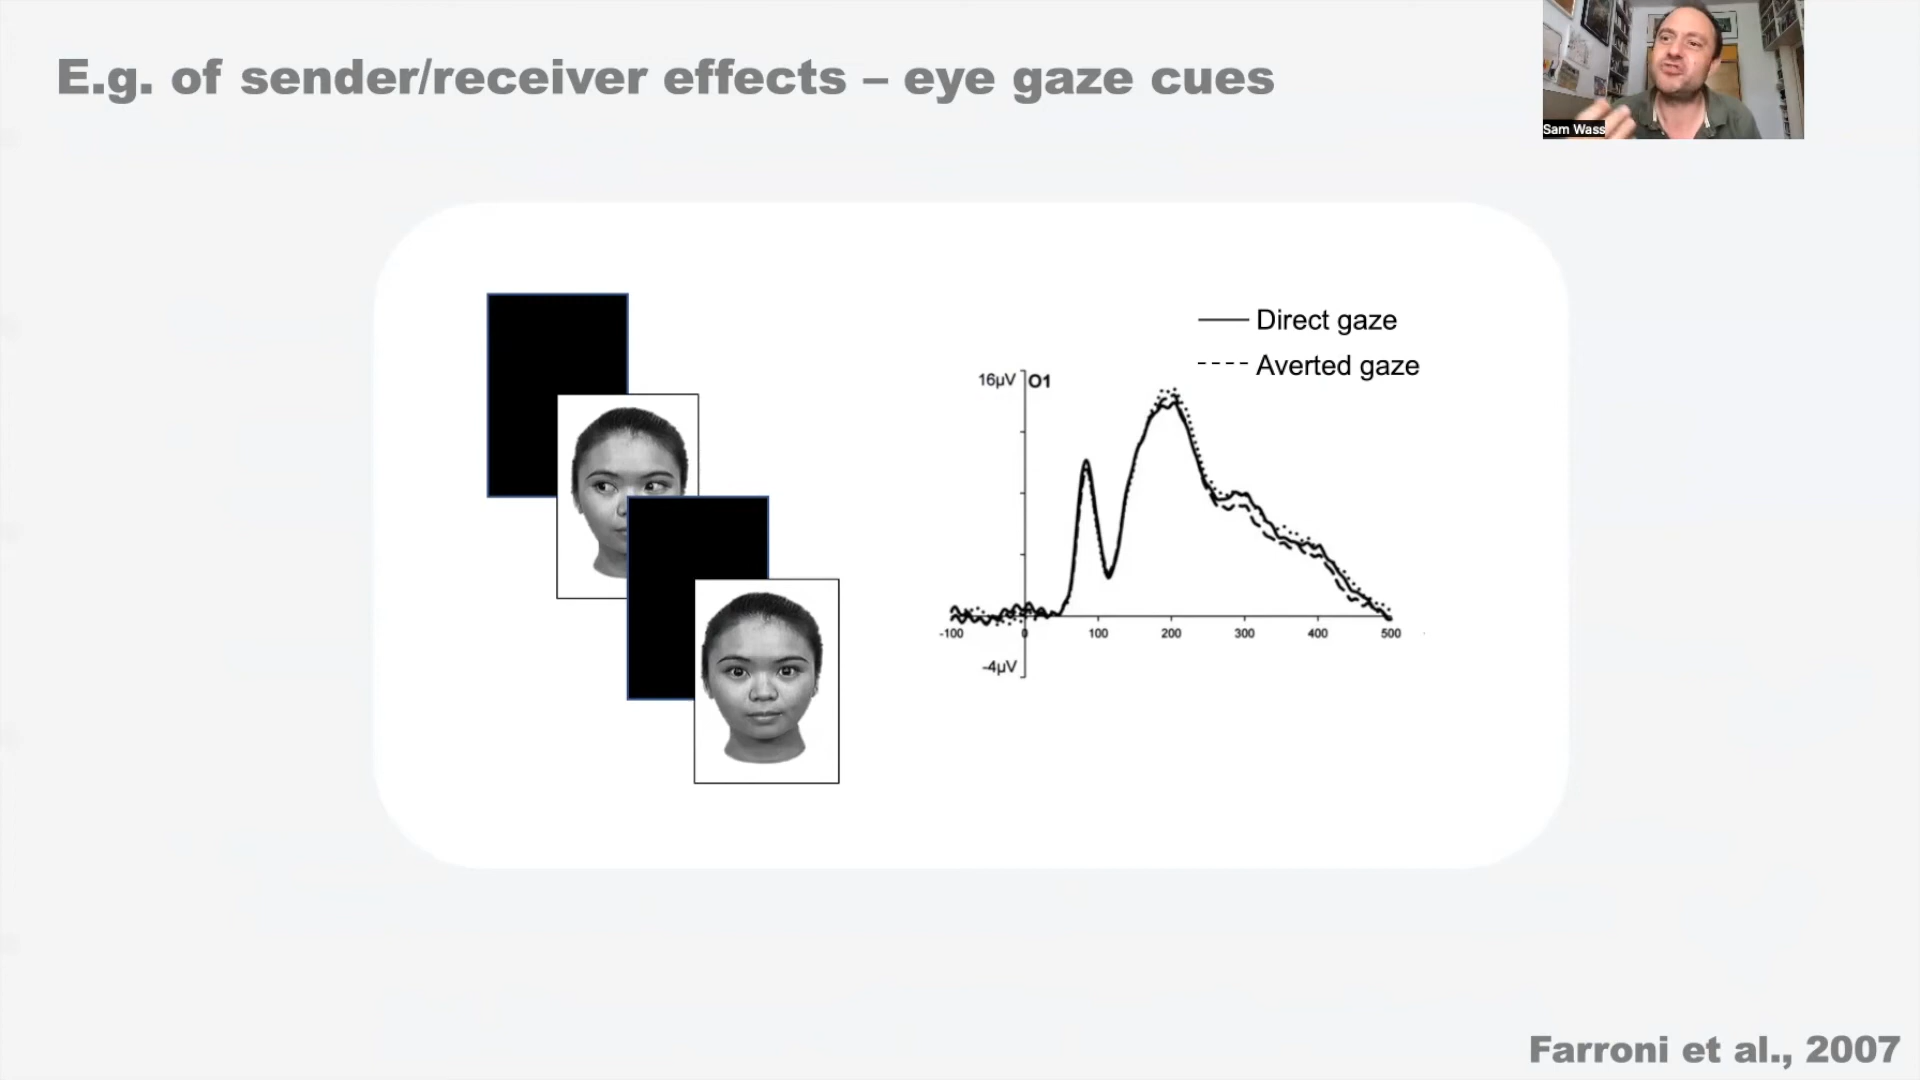 E.g. of sender/receiver effects – eye gaze cues
Sam Wass
Direct gaze
Averted gaze
16µV O1
-100 0 100 200 300 400 500
-4µV
Farroni et al., 2007